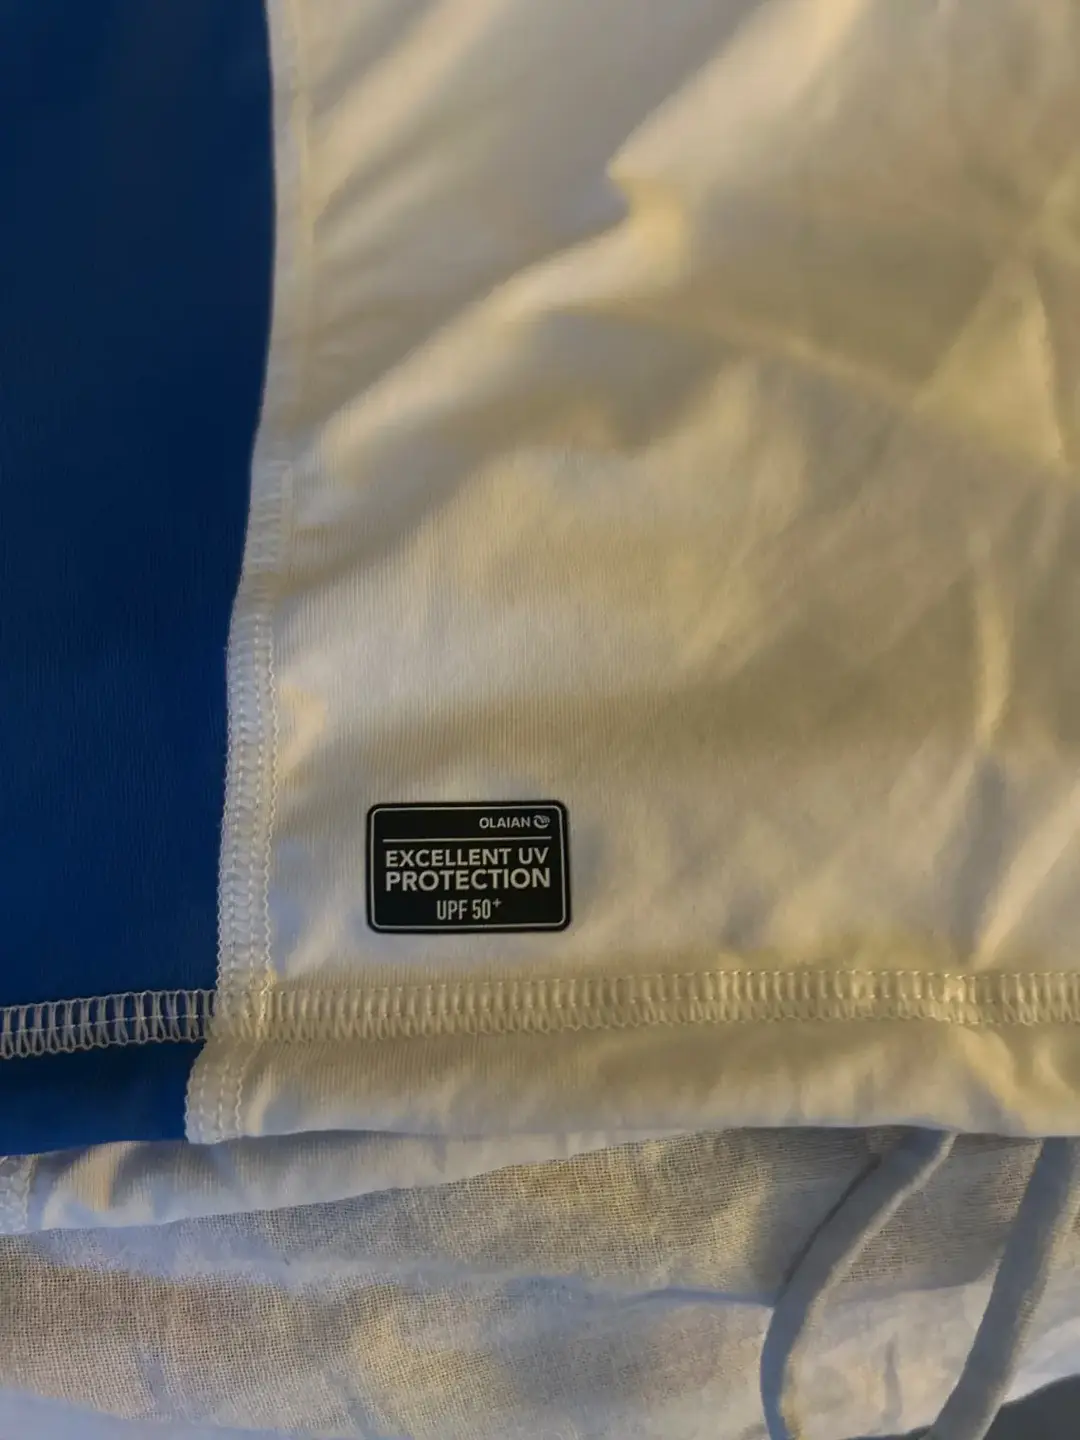 OLAIAN
EXCELLENT UV
PROTECTION
UPF 50+